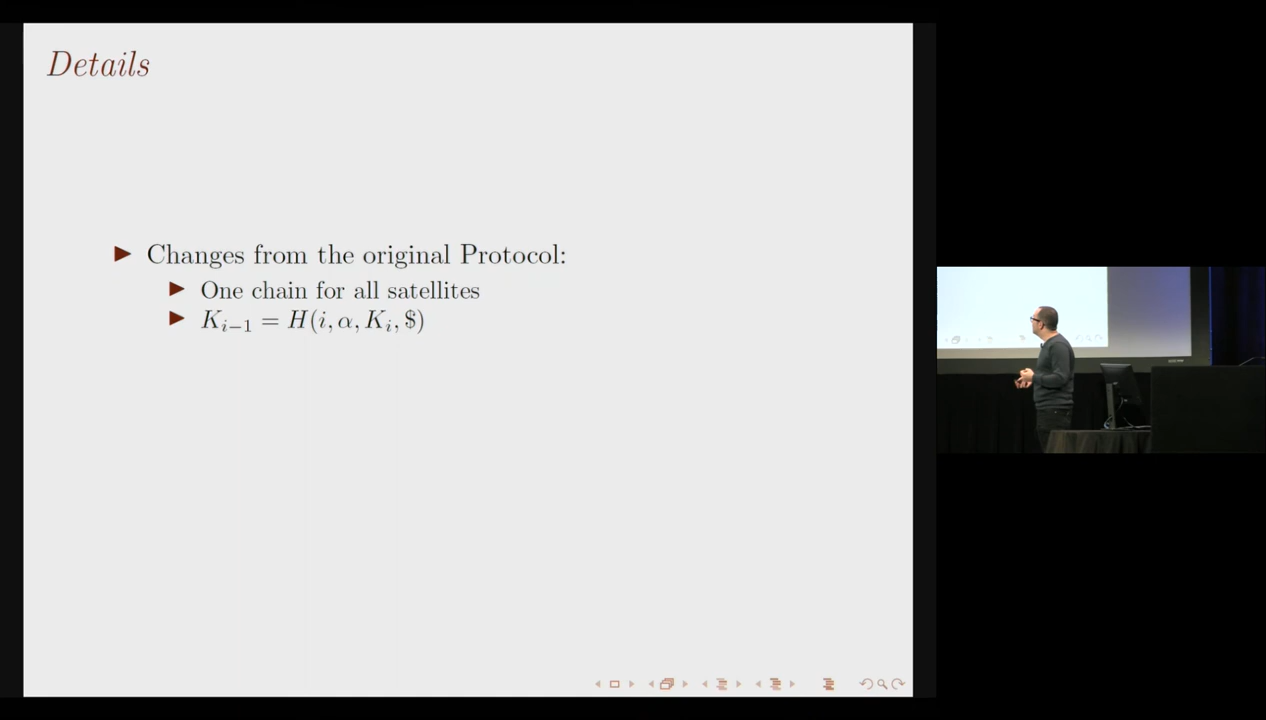 Details
Changes from the original Protocol:
One chain for all satellites
K_{i−1} = H(i, α, K_i, $)